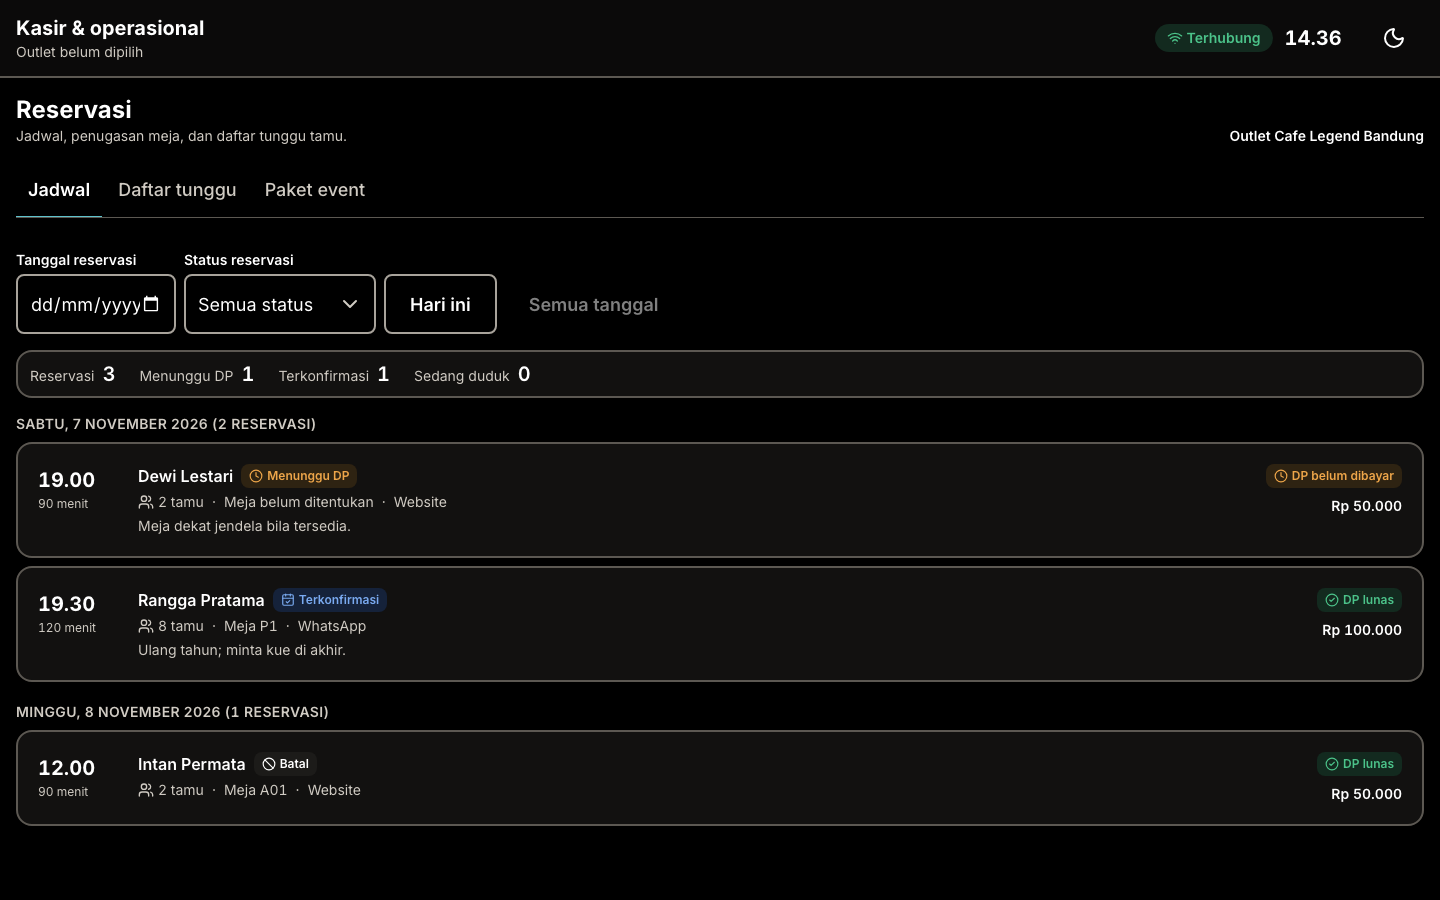 Kasir & operasional
Outlet belum dipilih
Terhubung 14.36
Reservasi
Jadwal, penugasan meja, dan daftar tunggu tamu.
Outlet Cafe Legend Bandung
Jadwal Daftar tunggu Paket event
Tanggal reservasi Status reservasi
dd/mm/yyyy Semua status Hari ini Semua tanggal
Reservasi 3 Menunggu DP 1 Terkonfirmasi 1 Sedang duduk 0
SABTU, 7 NOVEMBER 2026 (2 RESERVASI)
19.00 Dewi Lestari Menunggu DP DP belum dibayar
90 menit 2 tamu · Meja belum ditentukan · Website Rp 50.000
Meja dekat jendela bila tersedia.
19.30 Rangga Pratama Terkonfirmasi DP lunas
120 menit 8 tamu · Meja P1 · WhatsApp Rp 100.000
Ulang tahun; minta kue di akhir.
MINGGU, 8 NOVEMBER 2026 (1 RESERVASI)
12.00 Intan Permata Batal DP lunas
90 menit 2 tamu · Meja A01 · Website Rp 50.000